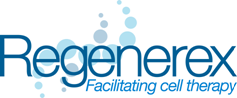 Regenerex
Facilitating cell therapy